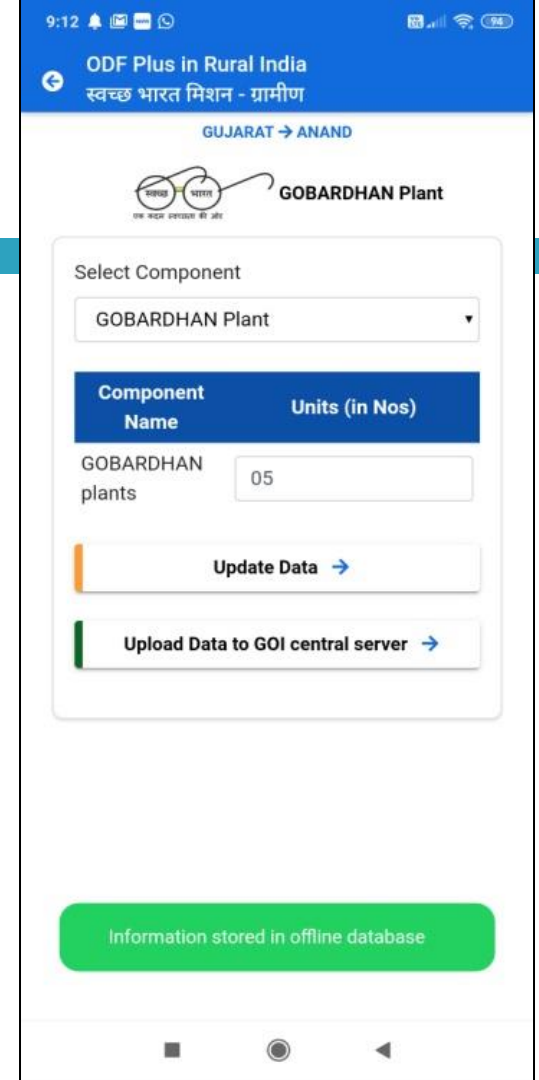 9:12
94
ODF Plus in Rural India
स्वच्छ भारत मिशन - ग्रामीण
GUJARAT → ANAND
स्वच्छ भारत
एक कदम स्वच्छता की ओर
GOBARDHAN Plant
Select Component
GOBARDHAN Plant
Component Name
Units (in Nos)
GOBARDHAN plants
05
Update Data →
Upload Data to GOI central server →
Information stored in offline database